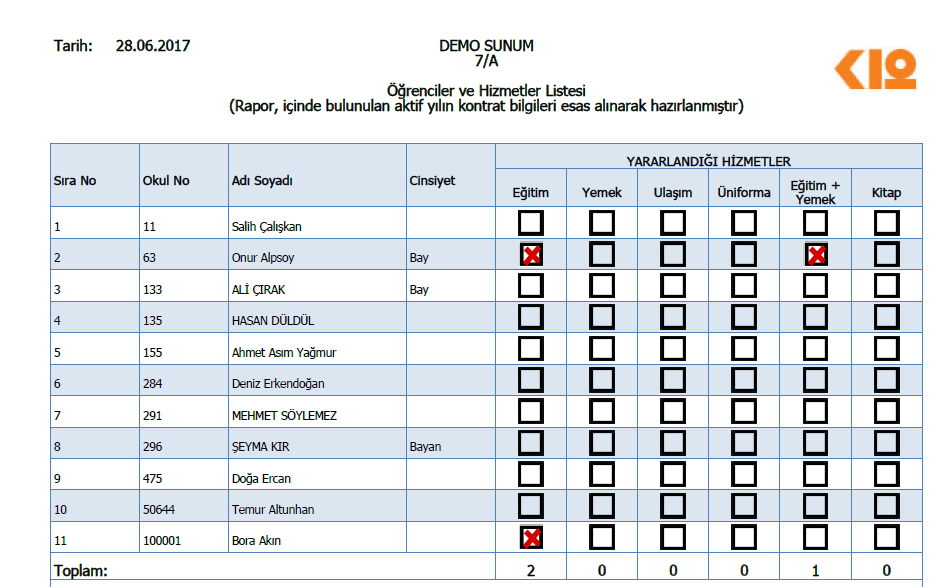 Tarih: 28.06.2017
DEMO SUNUM
7/A
K12
Öğrenciler ve Hizmetler Listesi
(Rapor, içinde bulunulan aktif yılın kontrat bilgileri esas alınarak hazırlanmıştır)
Sıra No Okul No Adı Soyadı Cinsiyet YARARLANDIĞI HİZMETLER
Eğitim Yemek Ulaşım Üniforma Eğitim + Yemek Kitap
1 11 Salih Çalışkan
2 63 Onur Alpsoy Bay
3 133 ALİ ÇIRAK Bay
4 135 HASAN DÜLDÜL
5 155 Ahmet Asım Yağmur
6 284 Deniz Erkendoğan
7 291 MEHMET SÖYLEMEZ
8 296 ŞEYMA KIR Bayan
9 475 Doğa Ercan
10 50644 Temur Altunhan
11 100001 Bora Akın
Toplam: 2 0 0 0 1 0